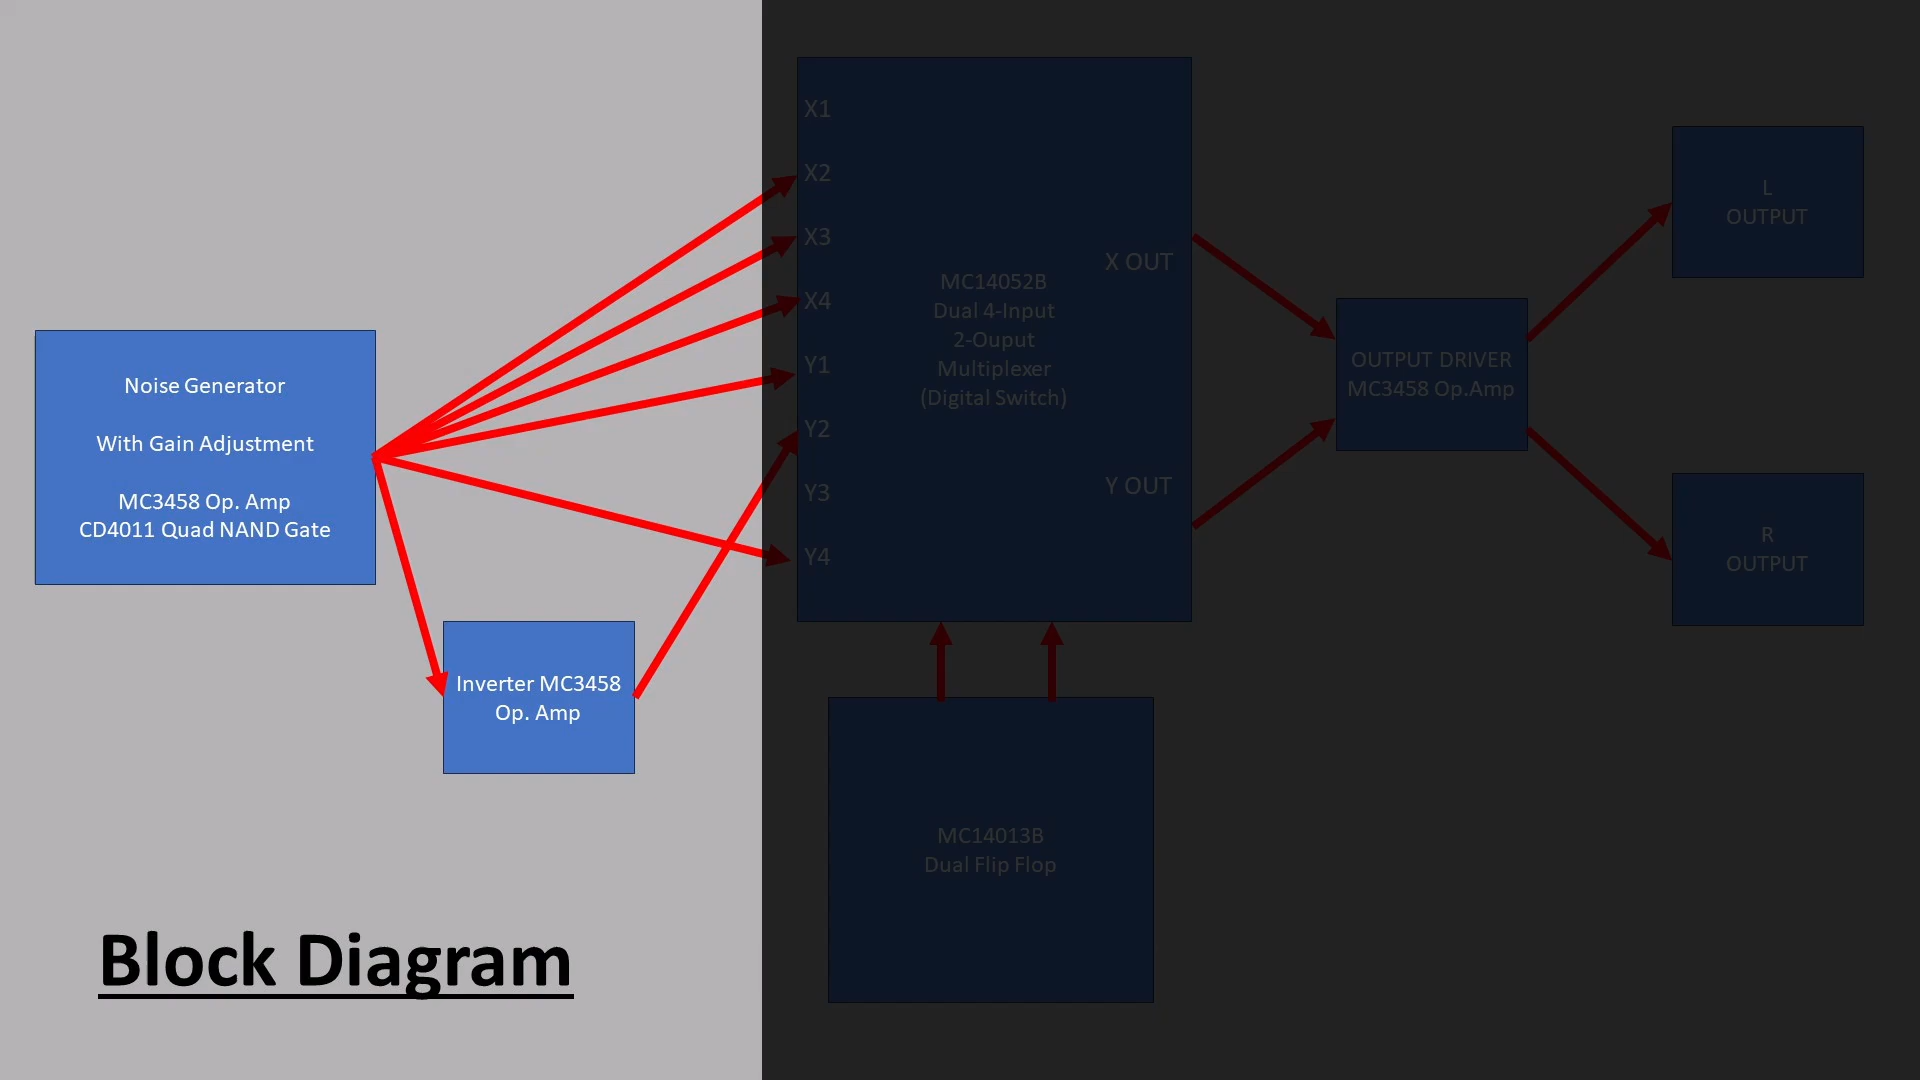 Noise Generator
With Gain Adjustment
MC3458 Op. Amp
CD4011 Quad NAND Gate
Inverter MC3458
Op. Amp
X1
X2
X3
X4
Y1
Y2
Y3
Y4
MC14052B
Dual 4-Input
2-Ouput
Multiplexer
(Digital Switch)
X OUT
Y OUT
MC14013B
Dual Flip Flop
OUTPUT DRIVER
MC3458 Op.Amp
L
OUTPUT
R
OUTPUT
Block Diagram